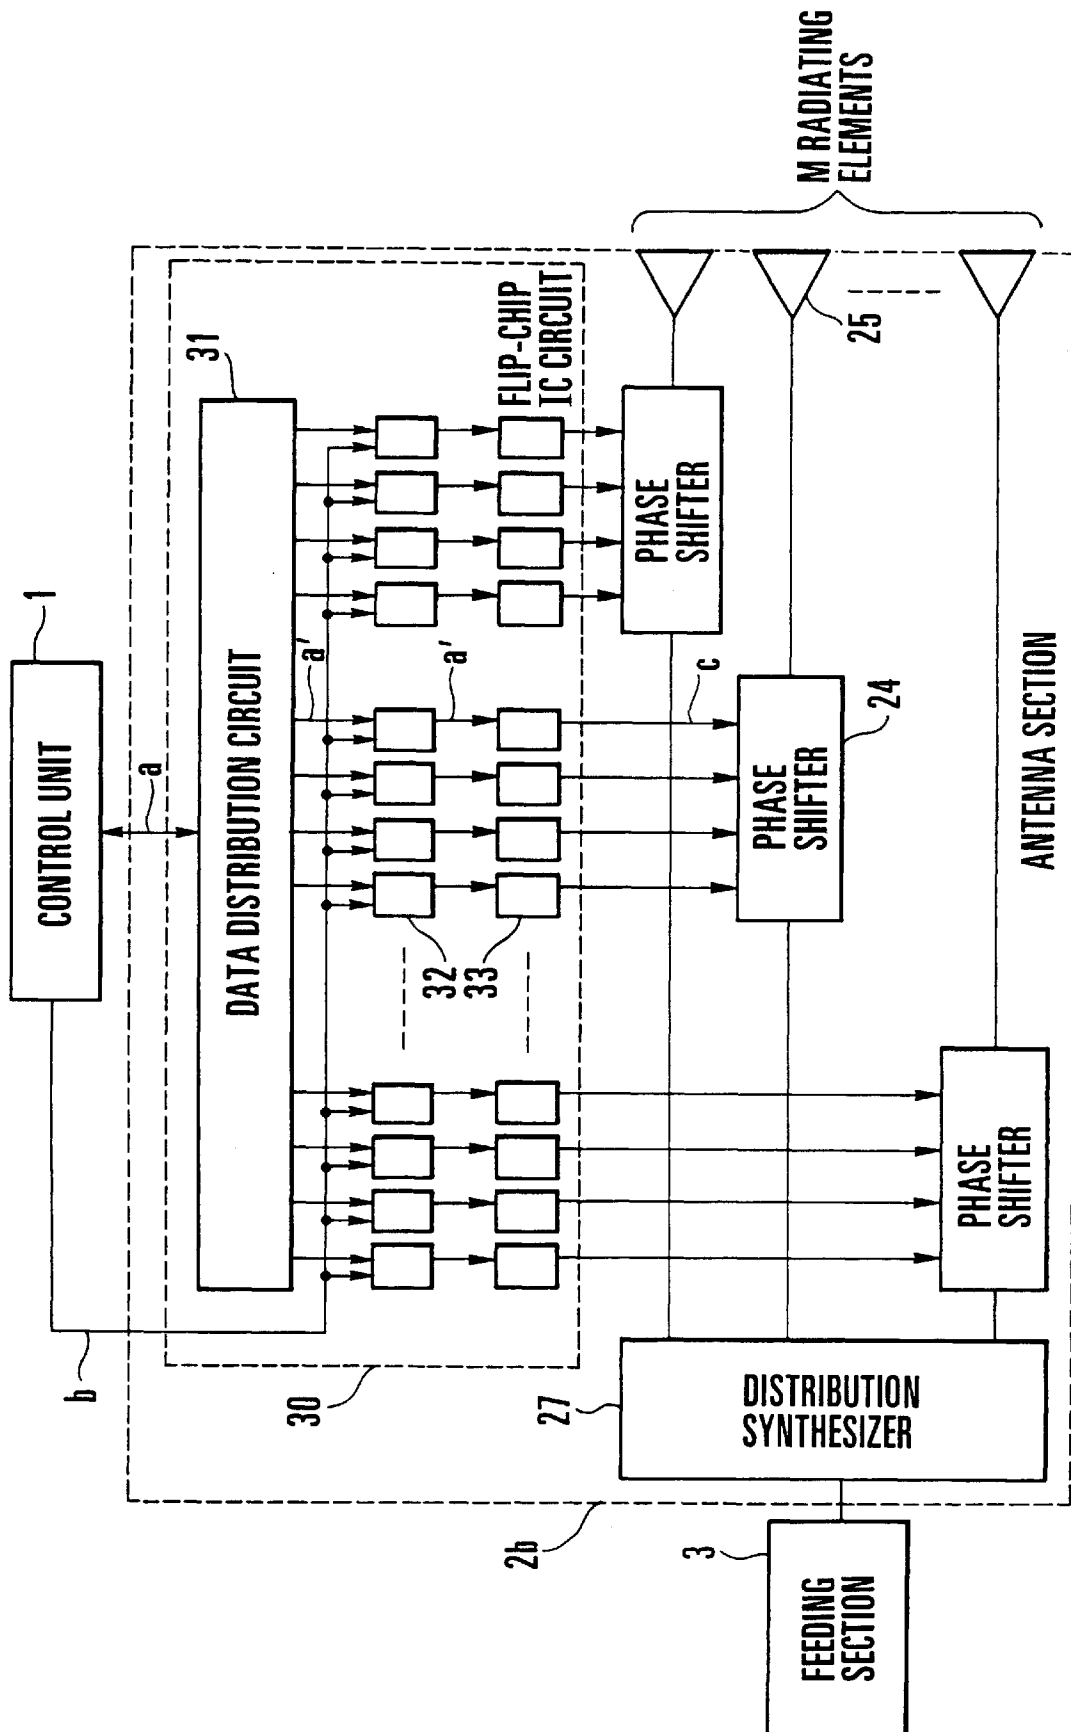 CONTROL UNIT
1
a
b
DATA DISTRIBUTION CIRCUIT
31
a'
a'
32
33
FLIP-CHIP
IC CIRCUIT
30
c
PHASE
SHIFTER
PHASE
SHIFTER
24
PHASE
SHIFTER
25
M RADIATING
ELEMENTS
27
DISTRIBUTION
SYNTHESIZER
ANTENNA SECTION
2b
3
FEEDING
SECTION